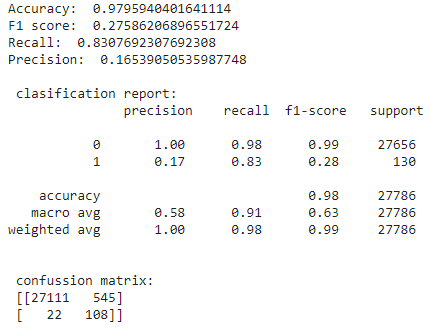 Accuracy:  0.9795940401641114
F1 score:  0.27586206896551724
Recall:  0.8307692307692308
Precision:  0.16539050535987748

 clasification report:
               precision    recall  f1-score   support

           0       1.00      0.98      0.99     27656
           1       0.17      0.83      0.28       130

    accuracy                           0.98     27786
   macro avg       0.58      0.91      0.63     27786
weighted avg       1.00      0.98      0.99     27786


 confussion matrix:
 [[27111   545]
 [   22   108]]